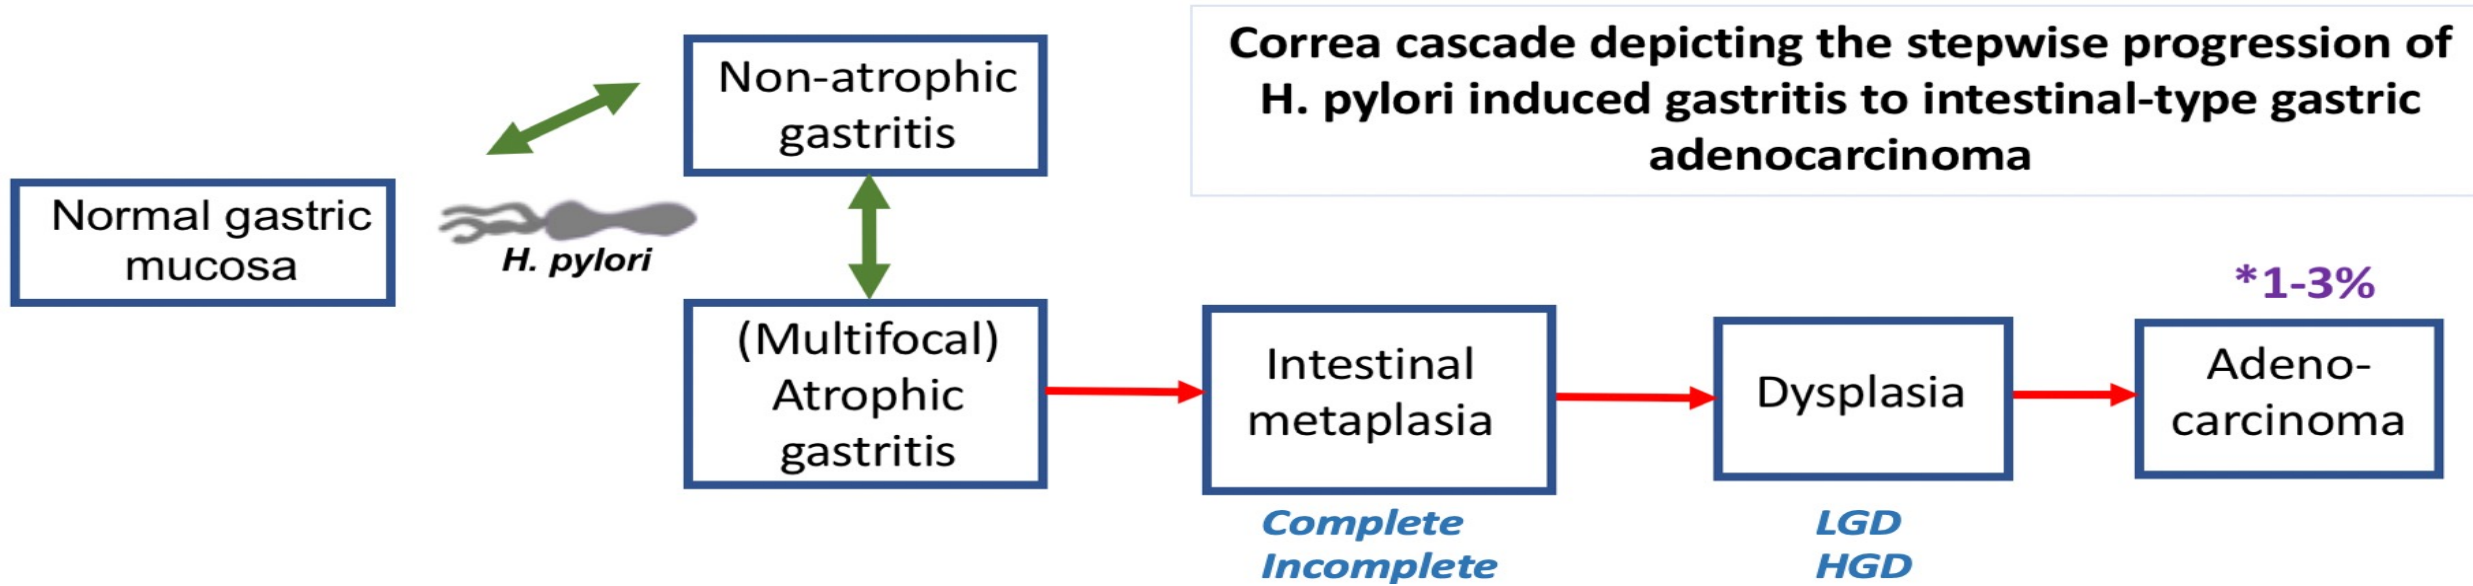 Correa cascade depicting the stepwise progression of
H. pylori induced gastritis to intestinal-type gastric
adenocarcinoma
Normal gastric
mucosa
H. pylori
Non-atrophic
gastritis
(Multifocal)
Atrophic
gastritis
Intestinal
metaplasia
Complete
Incomplete
Dysplasia
LGD
HGD
*1-3%
Adeno-
carcinoma